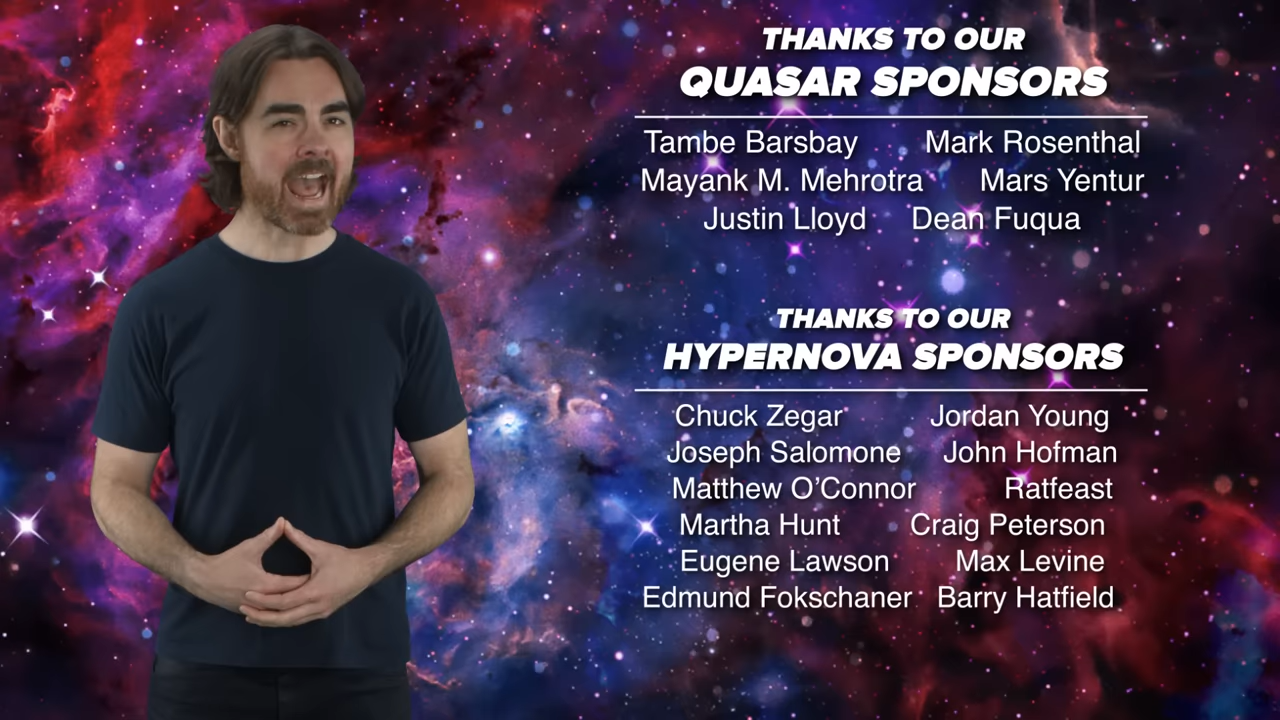 THANKS TO OUR
QUASAR SPONSORS
Tambe Barsbay Mark Rosenthal
Mayank M. Mehrotra Mars Yentur
Justin Lloyd Dean Fuqua
THANKS TO OUR
HYPERNOVA SPONSORS
Chuck Zegar Jordan Young
Joseph Salomone John Hofman
Matthew O’Connor Ratfeast
Martha Hunt Craig Peterson
Eugene Lawson Max Levine
Edmund Fokschaner Barry Hatfield